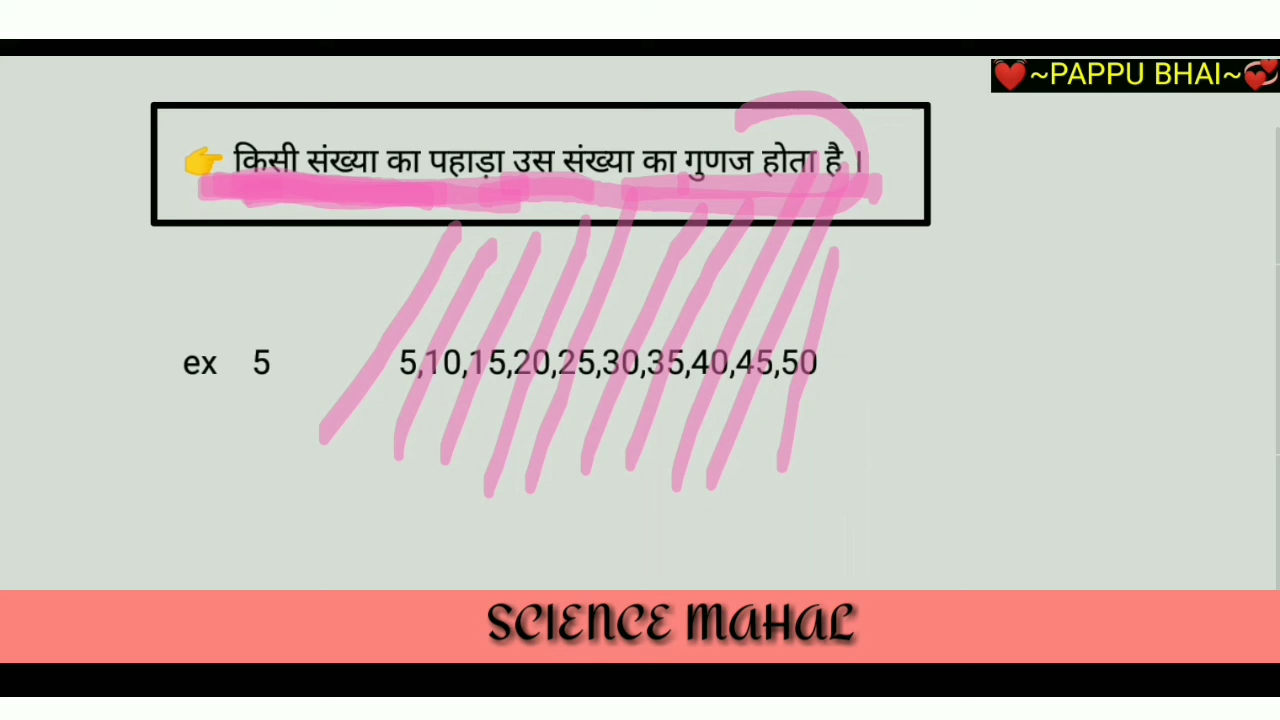 ❤️~PAPPU BHAI~💞
👉 किसी संख्या का पहाड़ा उस संख्या का गुणज होता है ।
ex 5 5,10,15,20,25,30,35,40,45,50
SCIENCE MAHAL